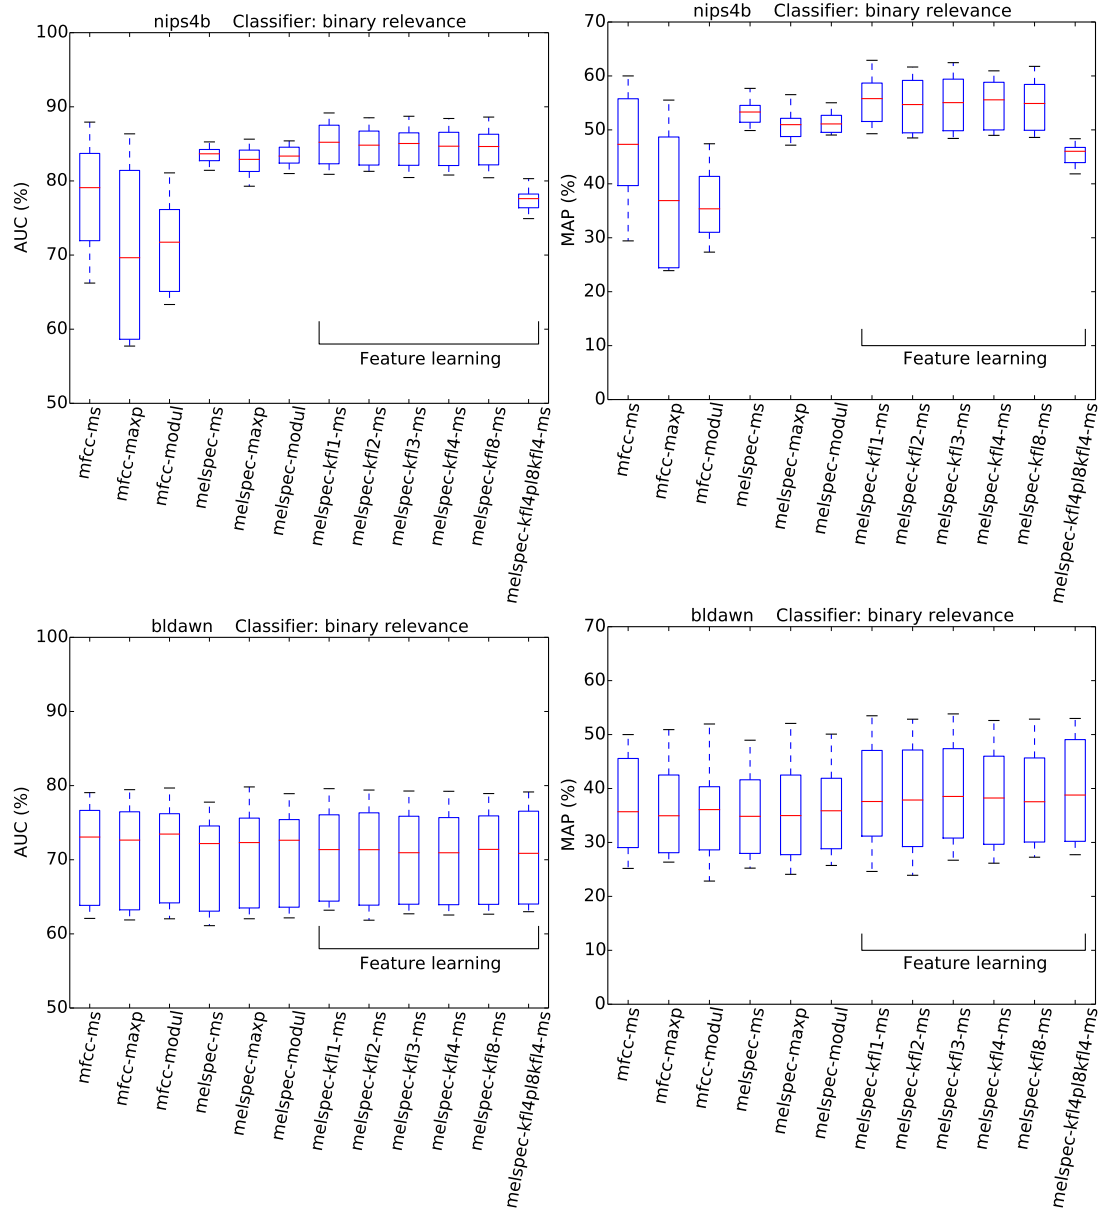 nips4b Classifier: binary relevance
AUC (%)
100
90
80
70
60
50
Feature learning
mfcc-ms
mfcc-maxp
mfcc-modul
melspec-ms
melspec-maxp
melspec-modul
melspec-kfl1-ms
melspec-kfl2-ms
melspec-kfl3-ms
melspec-kfl4-ms
melspec-kfl8-ms
melspec-kfl4pl8kfl4-ms
nips4b Classifier: binary relevance
MAP (%)
70
60
50
40
30
20
10
0
Feature learning
mfcc-ms
mfcc-maxp
mfcc-modul
melspec-ms
melspec-maxp
melspec-modul
melspec-kfl1-ms
melspec-kfl2-ms
melspec-kfl3-ms
melspec-kfl4-ms
melspec-kfl8-ms
melspec-kfl4pl8kfl4-ms
bldawn Classifier: binary relevance
AUC (%)
100
90
80
70
60
50
Feature learning
mfcc-ms
mfcc-maxp
mfcc-modul
melspec-ms
melspec-maxp
melspec-modul
melspec-kfl1-ms
melspec-kfl2-ms
melspec-kfl3-ms
melspec-kfl4-ms
melspec-kfl8-ms
melspec-kfl4pl8kfl4-ms
bldawn Classifier: binary relevance
MAP (%)
70
60
50
40
30
20
10
0
Feature learning
mfcc-ms
mfcc-maxp
mfcc-modul
melspec-ms
melspec-maxp
melspec-modul
melspec-kfl1-ms
melspec-kfl2-ms
melspec-kfl3-ms
melspec-kfl4-ms
melspec-kfl8-ms
melspec-kfl4pl8kfl4-ms